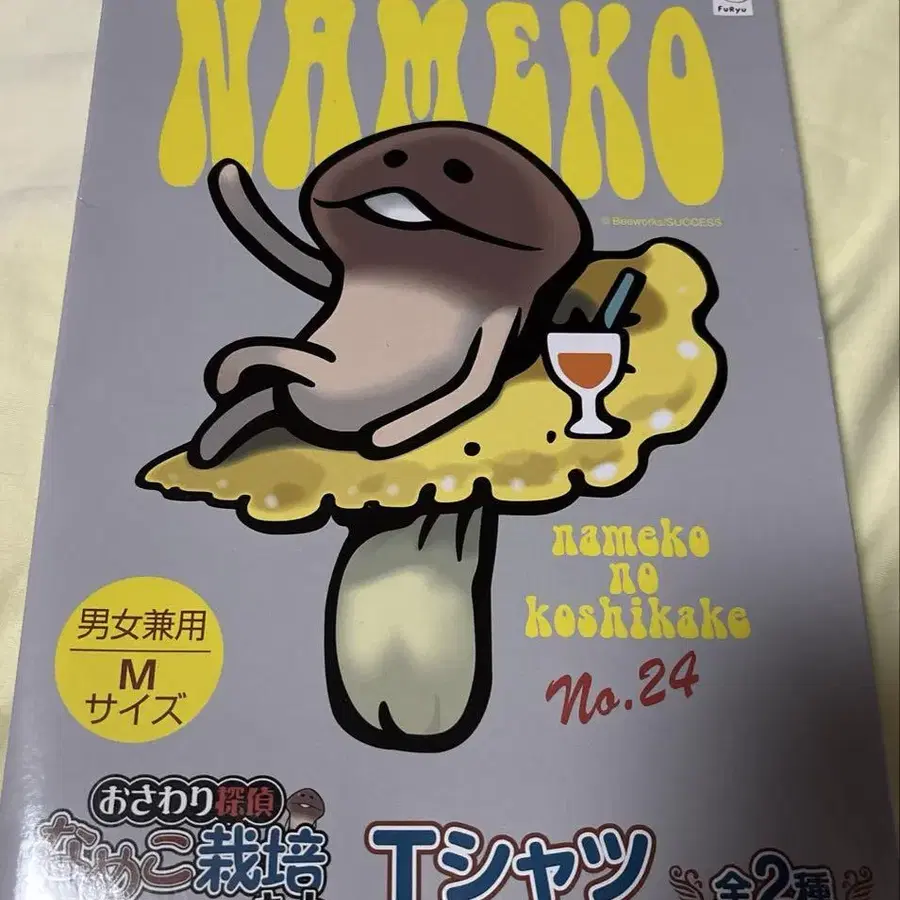 FuRyu
NAMEKO
© Beeworks/SUCCESS
nameko
no
koshikake
No.24
男女兼用
M
サイズ
おさわり探偵
なめこ栽培
Tシャツ
全2種